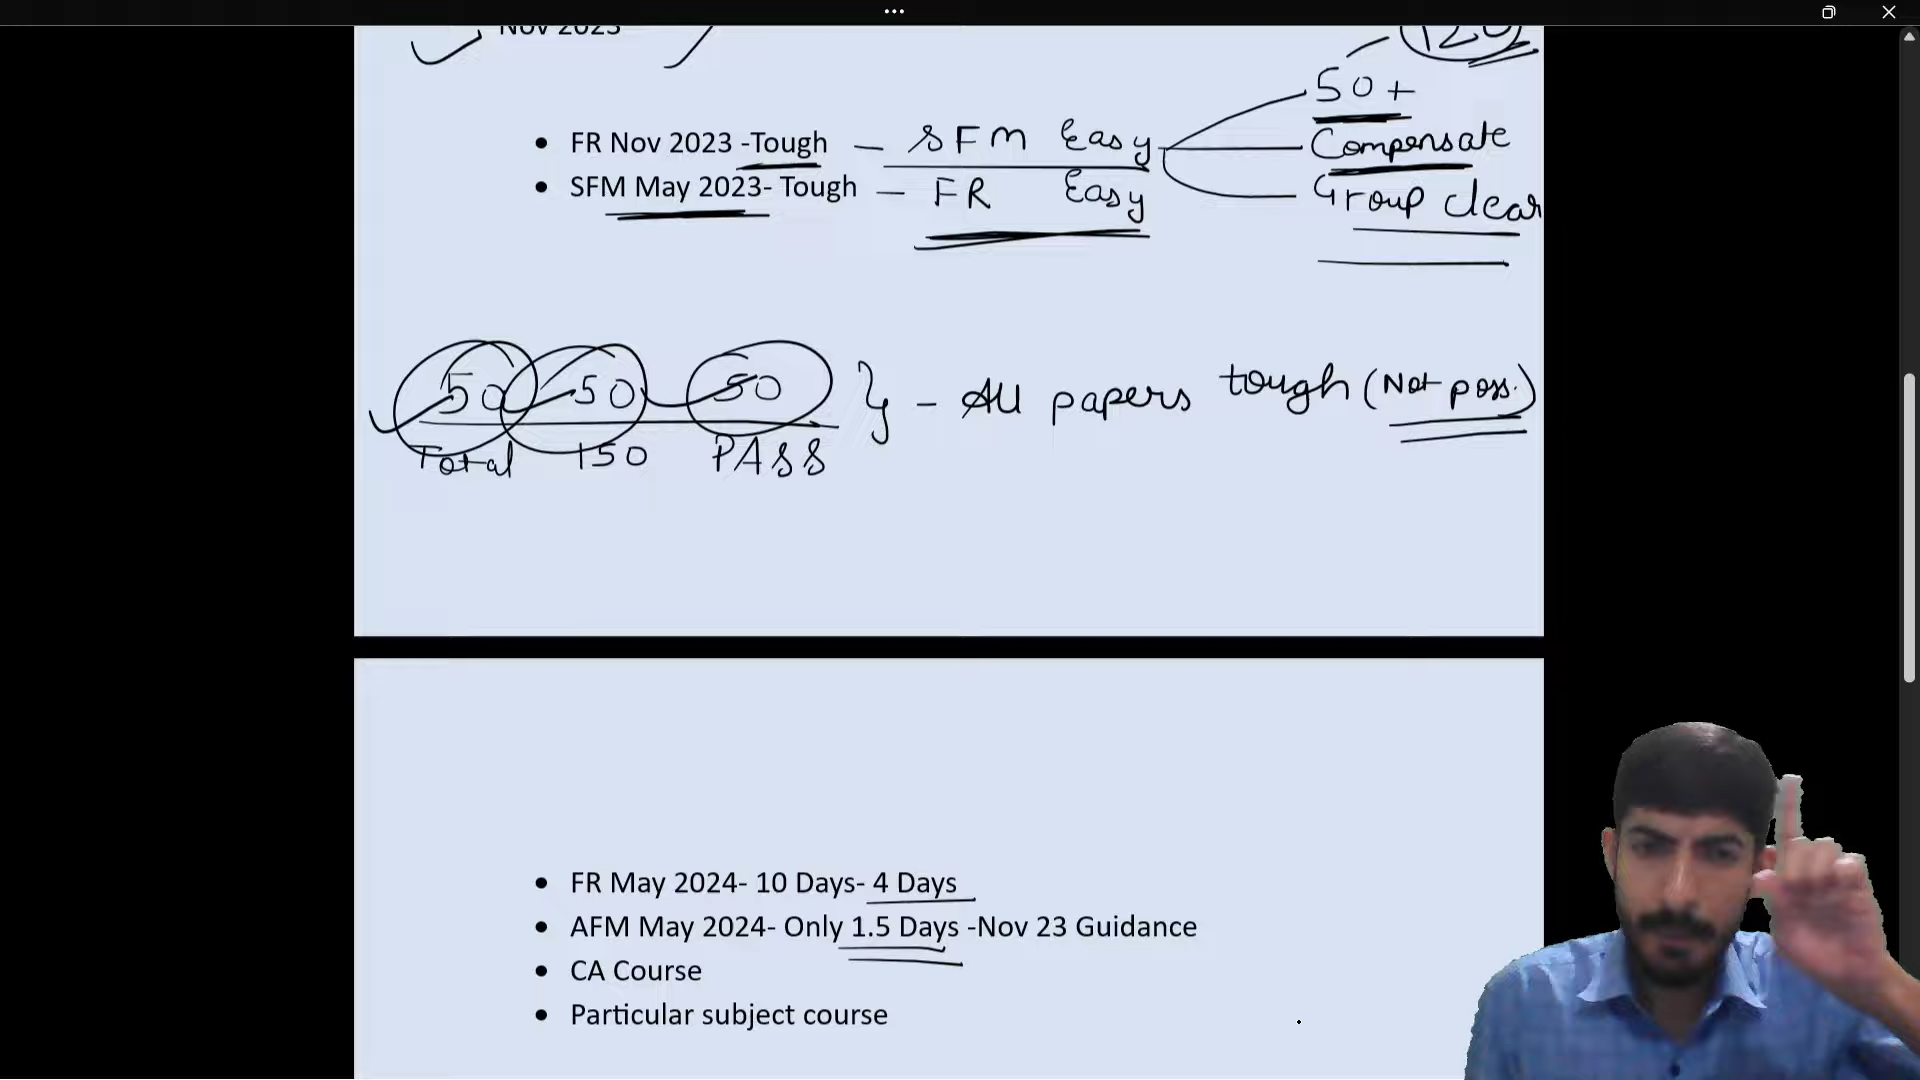 Nov 2023
120
50+
• FR Nov 2023 -Tough — SFM Easy Compensate
• SFM May 2023- Tough — FR Easy Group clear
50 50 50 } - All papers tough (Not poss.)
Total 150 PASS
• FR May 2024- 10 Days- 4 Days
• AFM May 2024- Only 1.5 Days -Nov 23 Guidance
• CA Course
• Particular subject course